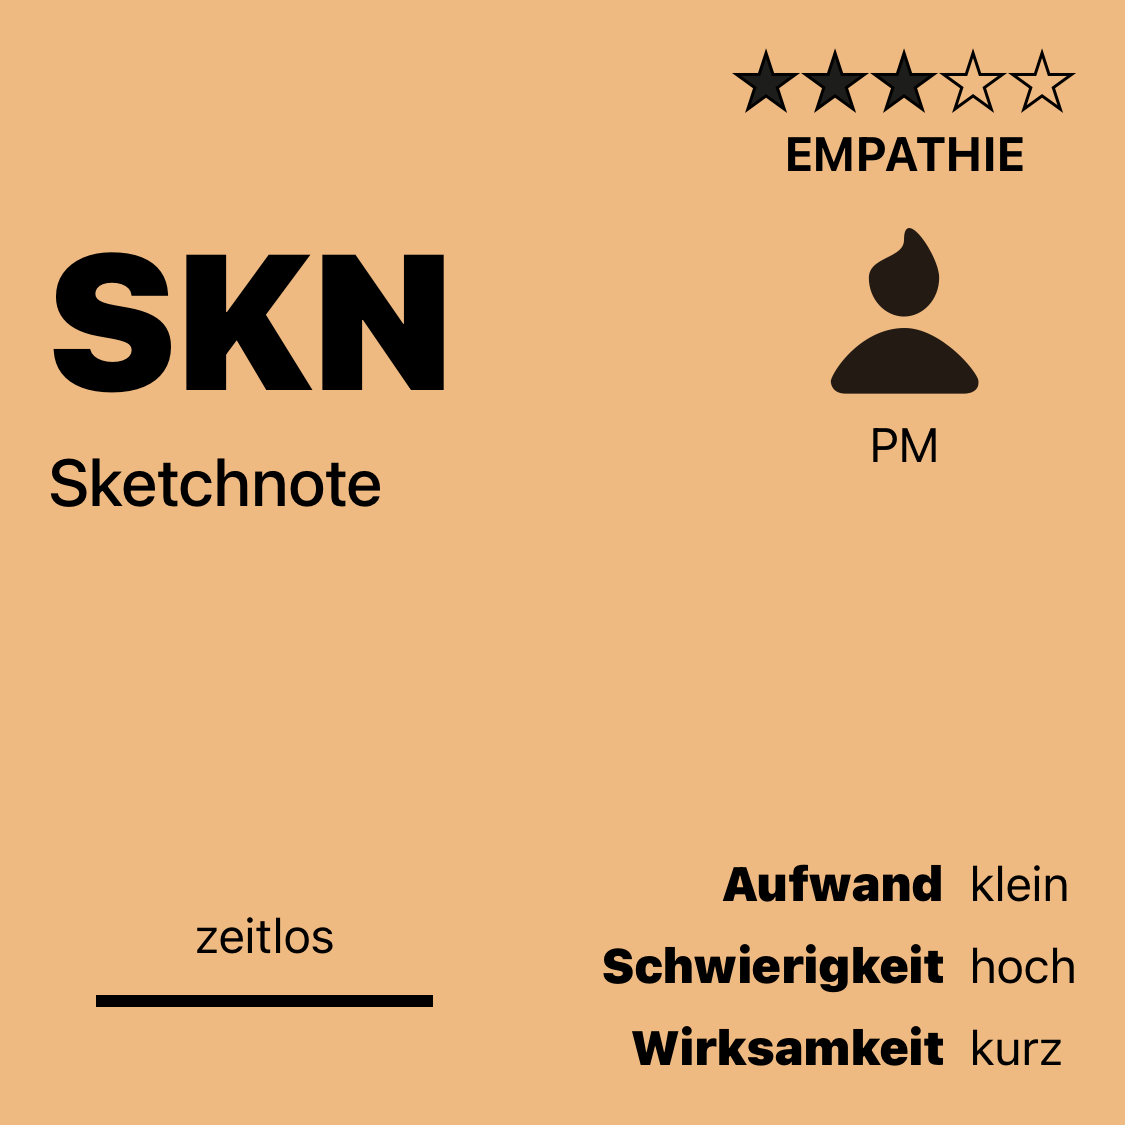 EMPATHIE
SKN
PM
Sketchnote
zeitlos
Aufwand klein
Schwierigkeit hoch
Wirksamkeit kurz